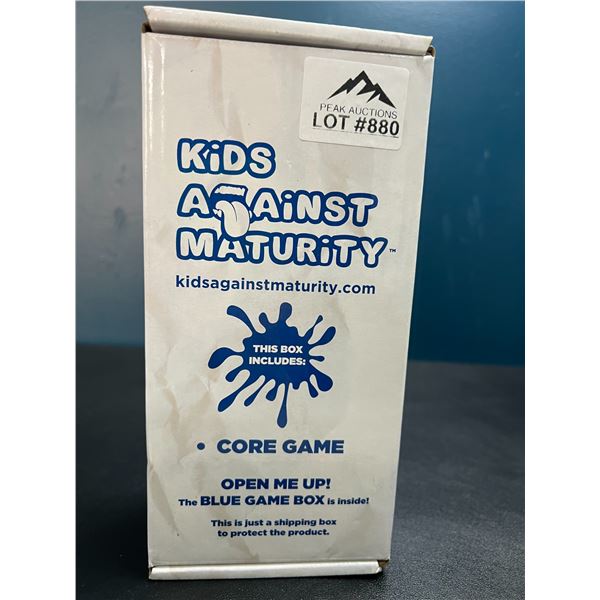 PEAK AUCTIONS
LOT #880
KiDS
AGAiNST
MATURiTY™
kidsagainstmaturity.com
THIS BOX
INCLUDES:
• CORE GAME
OPEN ME UP!
The BLUE GAME BOX is inside!
This is just a shipping box
to protect the product.